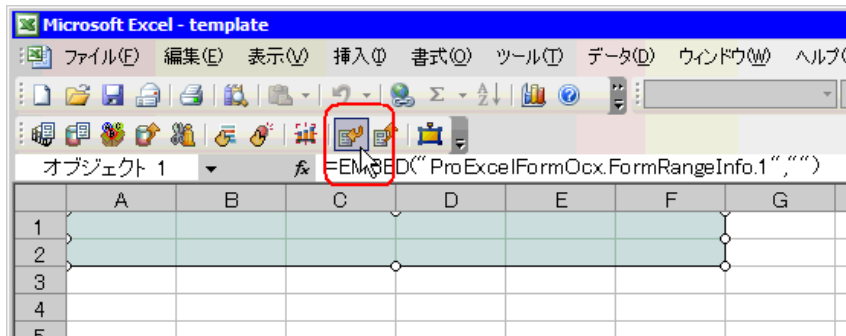 Microsoft Excel - template
ファイル(F) 編集(E) 表示(V) 挿入(I) 書式(O) ツール(T) データ(D) ウィンドウ(W) ヘルプ(
オブジェクト 1 fx =EMBED("ProExcelFormOcx.FormRangeInfo.1","")
A B C D E F G
1
2
3
4
5